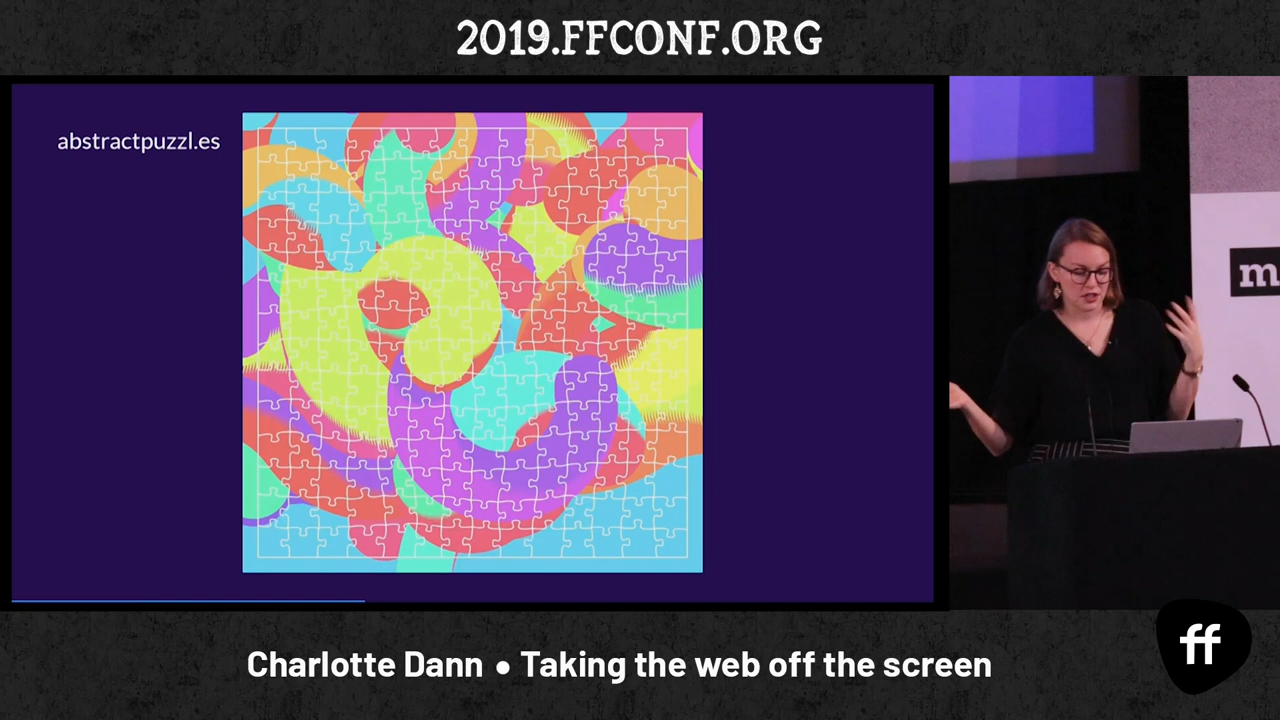 2019.FFCONF.ORG
abstractpuzzl.es
m
Charlotte Dann • Taking the web off the screen
ff